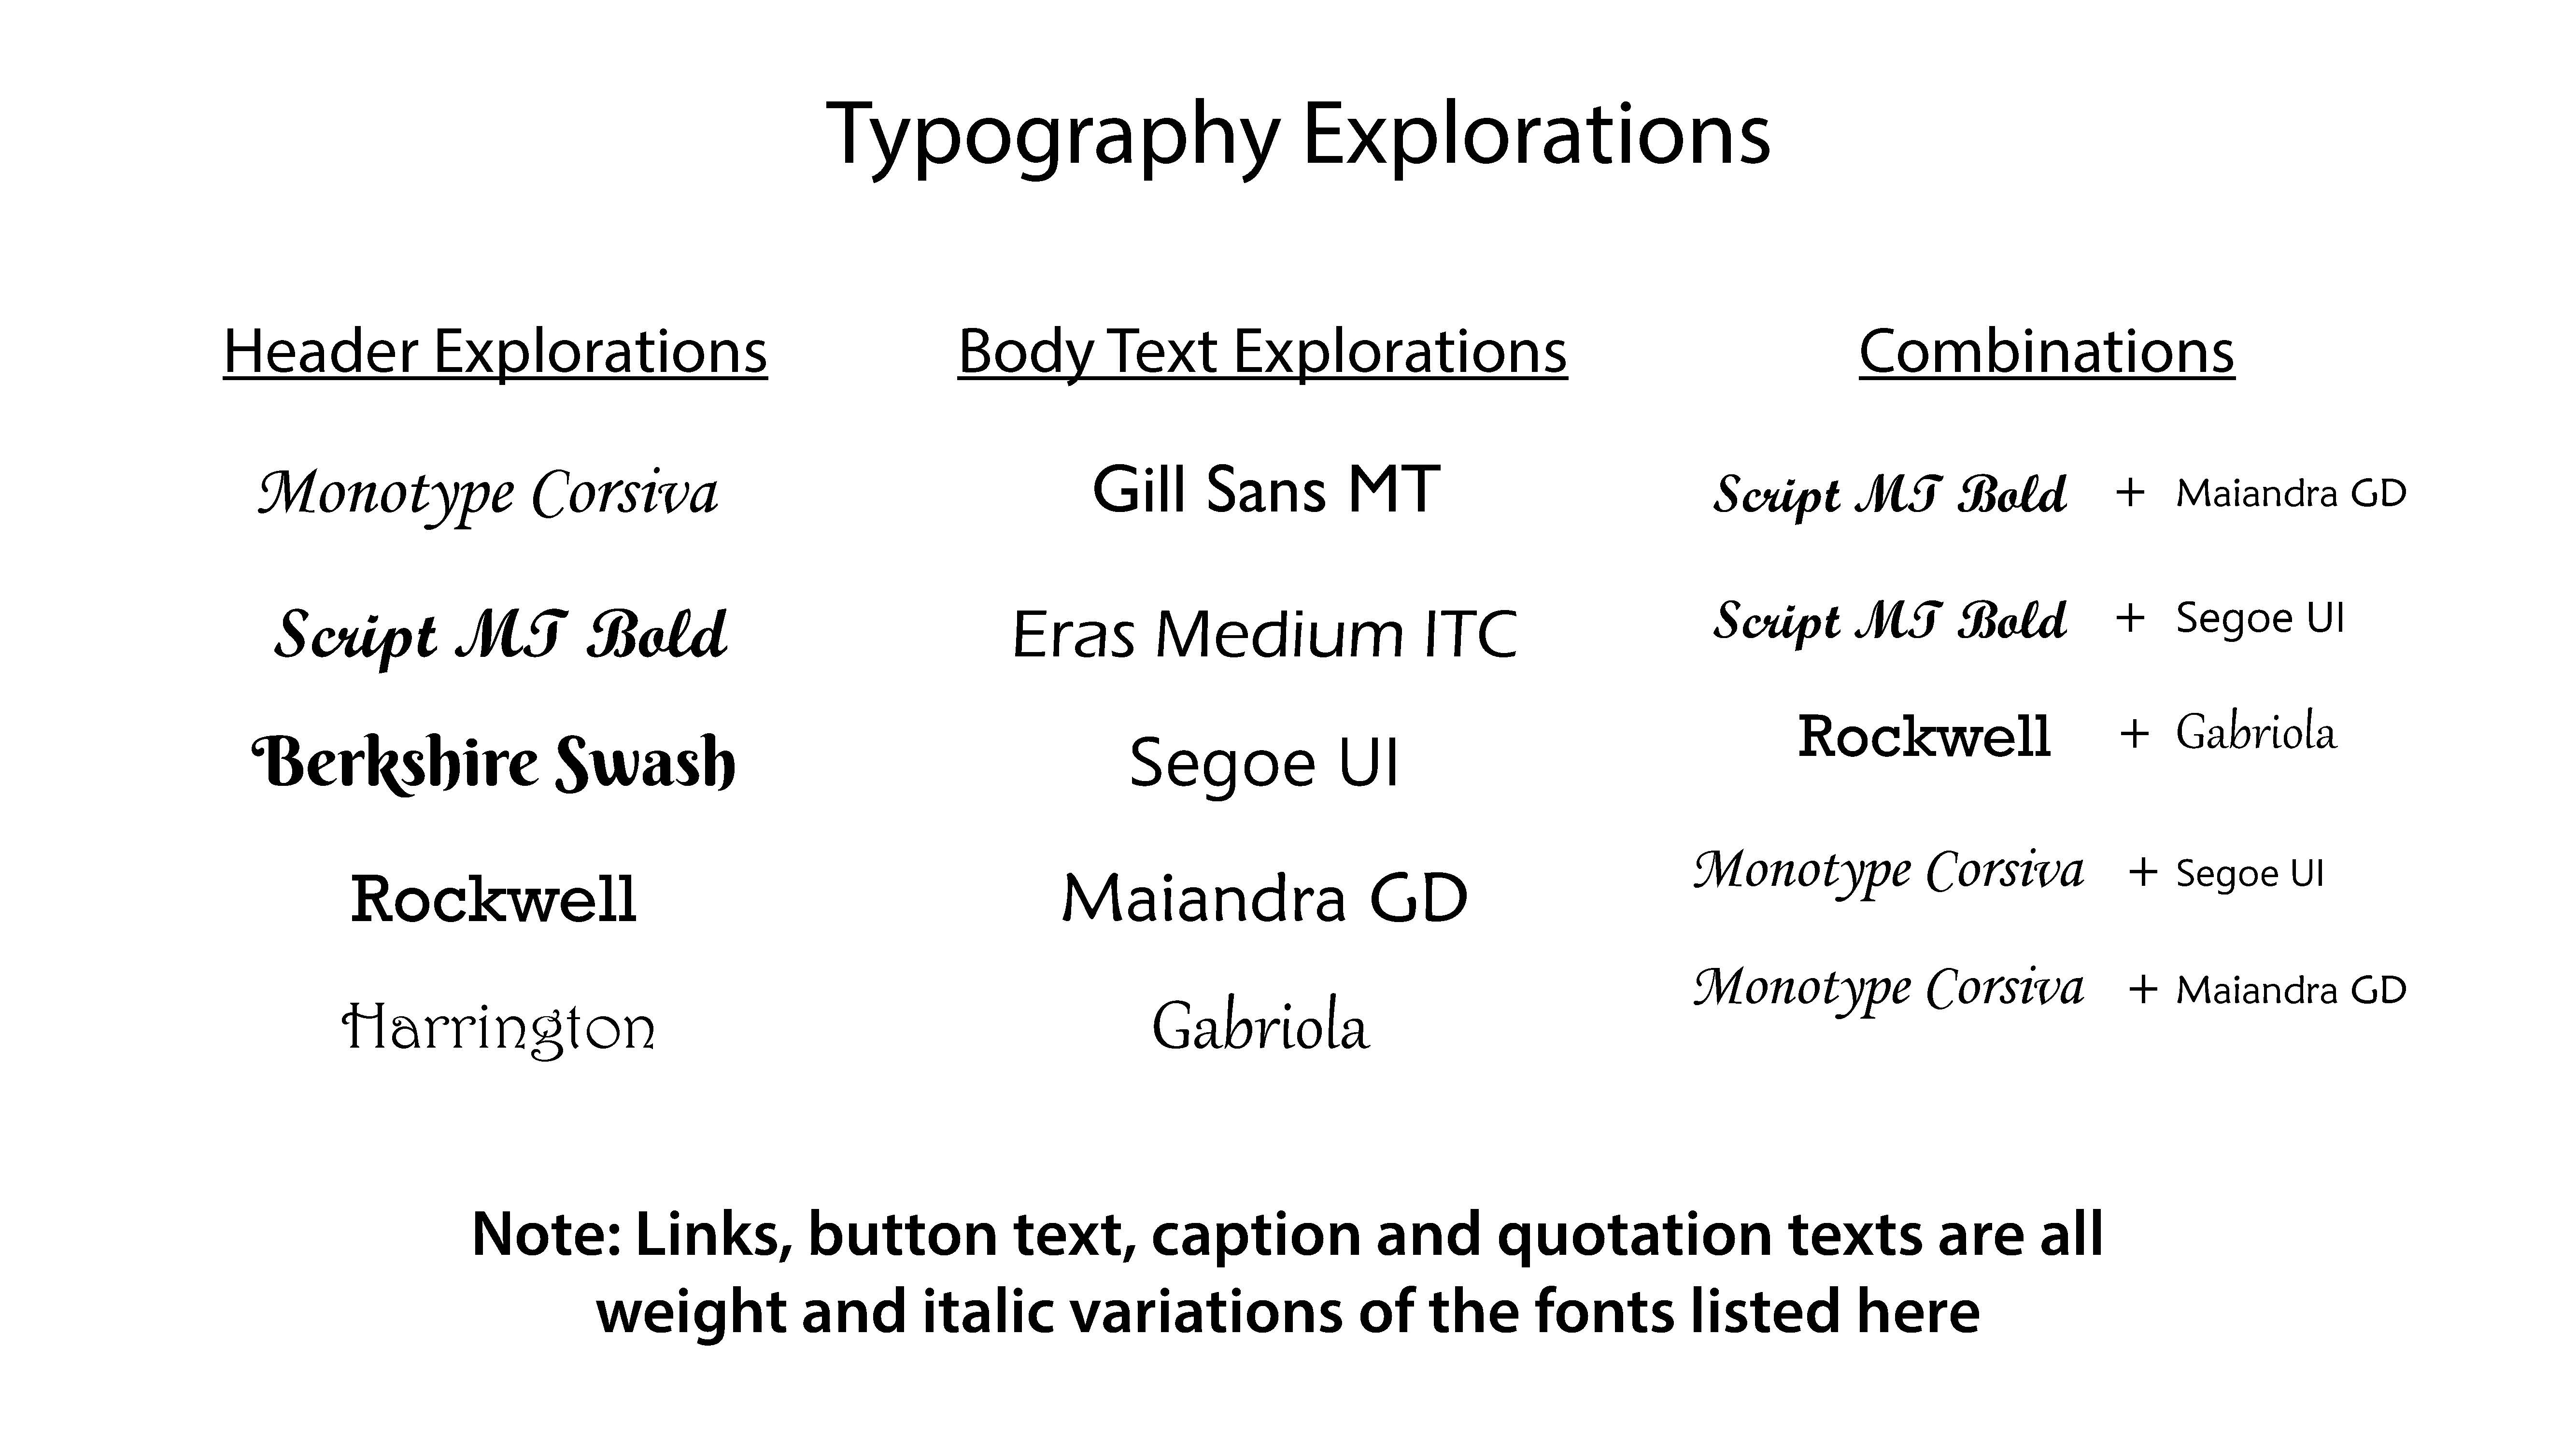 Typography Explorations
Header Explorations
Monotype Corsiva
Script MT Bold
Berkshire Swash
Rockwell
Harrington
Body Text Explorations
Gill Sans MT
Eras Medium ITC
Segoe UI
Maiandra GD
Gabriola
Combinations
Script MT Bold + Maiandra GD
Script MT Bold + Segoe UI
Rockwell + Gabriola
Monotype Corsiva + Segoe UI
Monotype Corsiva + Maiandra GD
Note: Links, button text, caption and quotation texts are all
weight and italic variations of the fonts listed here